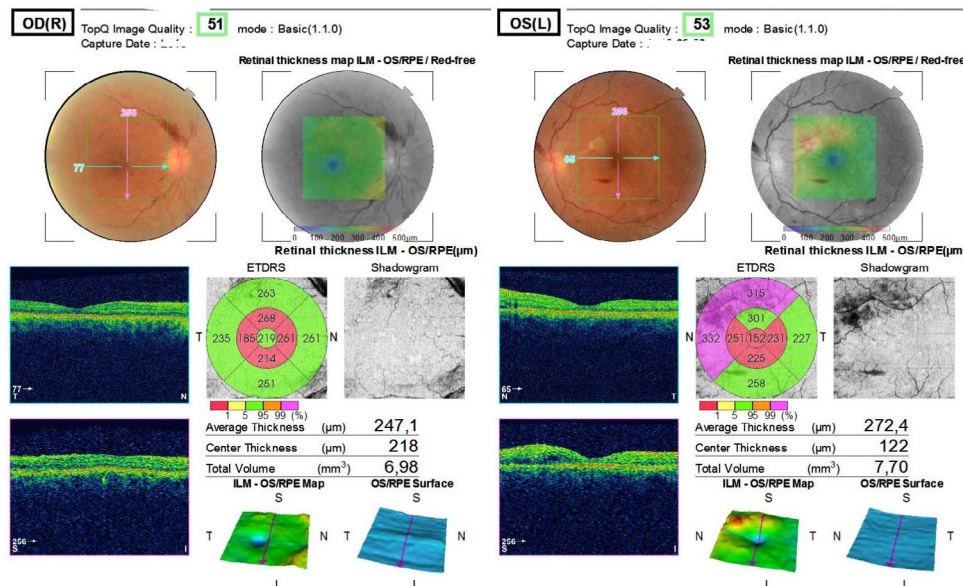 OD(R)
TopQ Image Quality : 51 mode : Basic(1.1.0)
Capture Date :
Retinal thickness map ILM - OS/RPE / Red-free
256
77
0 100 200 300 400 500µm
Retinal thickness ILM - OS/RPE(µm)
ETDRS
Shadowgram
263
268
T 235 185 219 261 261 N
214
251
77
T N
1 5 95 99 (%)
Average Thickness (µm) 247,1
Center Thickness (µm) 218
Total Volume (mm³) 6,98
ILM - OS/RPE Map OS/RPE Surface
S S
T N T N
I I
256
S I
OS(L)
TopQ Image Quality : 53 mode : Basic(1.1.0)
Capture Date :
Retinal thickness map ILM - OS/RPE / Red-free
256
65
0 100 200 300 400 500µm
Retinal thickness ILM - OS/RPE(µm)
ETDRS
Shadowgram
315
301
N 332 251 152 231 227 T
225
258
65
N T
1 5 95 99 (%)
Average Thickness (µm) 272,4
Center Thickness (µm) 122
Total Volume (mm³) 7,70
ILM - OS/RPE Map OS/RPE Surface
S S
N T N T
I I
256
S I